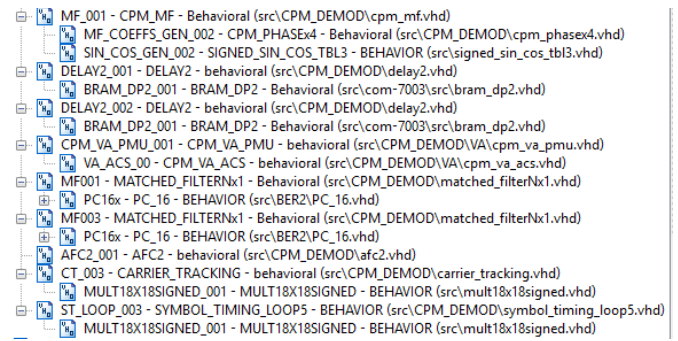 MF_001 - CPM_MF - Behavioral (src\CPM_DEMOD\cpm_mf.vhd)
MF_COEFFS_GEN_002 - CPM_PHASEx4 - Behavioral (src\CPM_DEMOD\cpm_phasex4.vhd)
SIN_COS_GEN_002 - SIGNED_SIN_COS_TBL3 - BEHAVIOR (src\signed_sin_cos_tbl3.vhd)
DELAY2_001 - DELAY2 - behavioral (src\CPM_DEMOD\delay2.vhd)
BRAM_DP2_001 - BRAM_DP2 - Behavioral (src\com-7003\src\bram_dp2.vhd)
DELAY2_002 - DELAY2 - behavioral (src\CPM_DEMOD\delay2.vhd)
BRAM_DP2_001 - BRAM_DP2 - Behavioral (src\com-7003\src\bram_dp2.vhd)
CPM_VA_PMU_001 - CPM_VA_PMU - behavioral (src\CPM_DEMOD\VA\cpm_va_pmu.vhd)
VA_ACS_00 - CPM_VA_ACS - behavioral (src\CPM_DEMOD\VA\cpm_va_acs.vhd)
MF001 - MATCHED_FILTERNx1 - Behavioral (src\CPM_DEMOD\matched_filterNx1.vhd)
PC16x - PC_16 - BEHAVIOR (src\BER2\PC_16.vhd)
MF003 - MATCHED_FILTERNx1 - Behavioral (src\CPM_DEMOD\matched_filterNx1.vhd)
PC16x - PC_16 - BEHAVIOR (src\BER2\PC_16.vhd)
AFC2_001 - AFC2 - behavioral (src\CPM_DEMOD\afc2.vhd)
CT_003 - CARRIER_TRACKING - behavioral (src\CPM_DEMOD\carrier_tracking.vhd)
MULT18X18SIGNED_001 - MULT18X18SIGNED - BEHAVIOR (src\mult18x18signed.vhd)
ST_LOOP_003 - SYMBOL_TIMING_LOOP5 - BEHAVIOR (src\CPM_DEMOD\symbol_timing_loop5.vhd)
MULT18X18SIGNED_001 - MULT18X18SIGNED - BEHAVIOR (src\mult18x18signed.vhd)